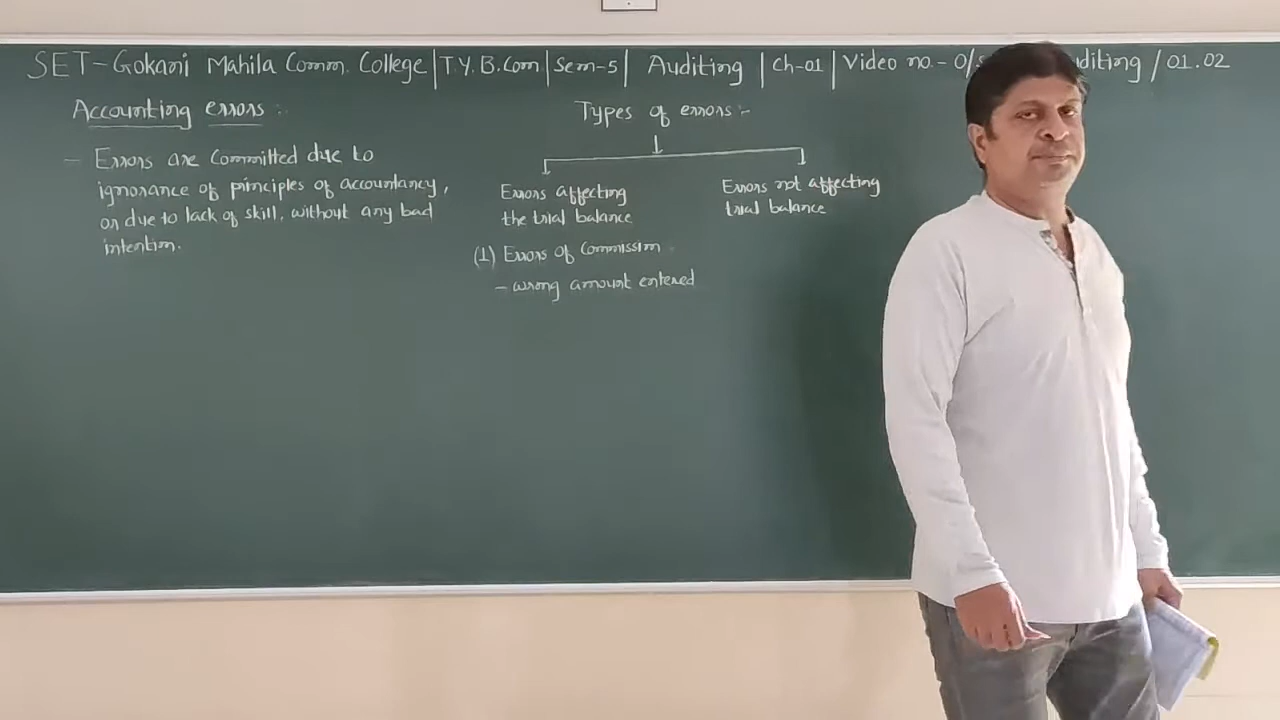 SET-Gokani Mahila Comm. College | T.Y.B.Com | Sem-5 | Auditing | Ch-01 | Video no.- 0/s diting / 01.02
Accounting errors :-
- Errors are committed due to
ignorance of principles of accountancy,
or due to lack of skill, without any bad
intention.
Types of errors :-
Errors affecting
the trial balance
(1) Errors of Commission
- wrong amount entered
Errors not affecting
trial balance